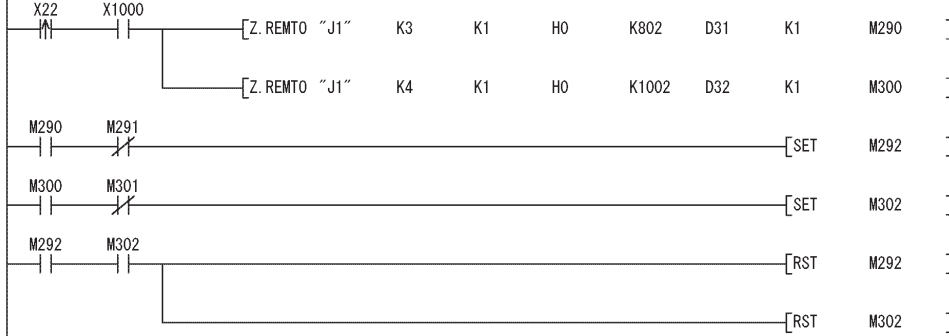 X22 X1000
Z.REMTO "J1" K3 K1 H0 K802 D31 K1 M290
Z.REMTO "J1" K4 K1 H0 K1002 D32 K1 M300
M290 M291
SET M292
M300 M301
SET M302
M292 M302
RST M292
RST M302